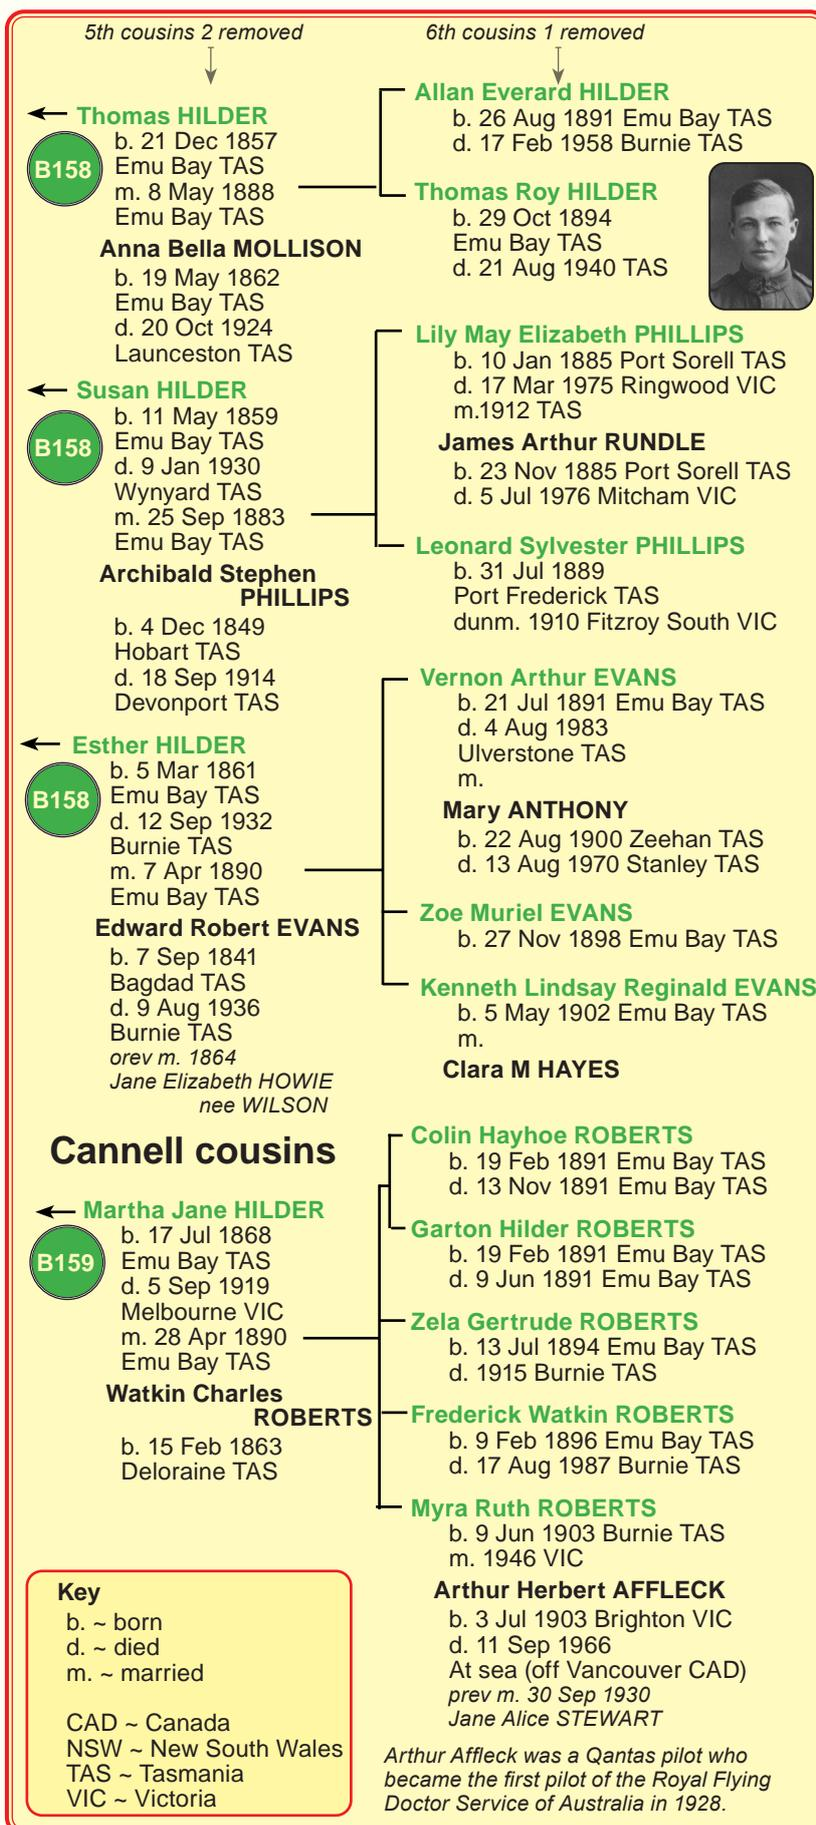 5th cousins 2 removed
Thomas HILDER
B158
b. 21 Dec 1857
Emu Bay TAS
m. 8 May 1888
Emu Bay TAS
Anna Bella MOLLISON
b. 19 May 1862
Emu Bay TAS
d. 20 Oct 1924
Launceston TAS
Susan HILDER
B158
b. 11 May 1859
Emu Bay TAS
d. 9 Jan 1930
Wynyard TAS
m. 25 Sep 1883
Emu Bay TAS
Archibald Stephen
PHILLIPS
b. 4 Dec 1849
Hobart TAS
d. 18 Sep 1914
Devonport TAS
Esther HILDER
B158
b. 5 Mar 1861
Emu Bay TAS
d. 12 Sep 1932
Burnie TAS
m. 7 Apr 1890
Emu Bay TAS
Edward Robert EVANS
b. 7 Sep 1841
Bagdad TAS
d. 9 Aug 1936
Burnie TAS
orev m. 1864
Jane Elizabeth HOWIE
nee WILSON
Cannell cousins
Martha Jane HILDER
B159
b. 17 Jul 1868
Emu Bay TAS
d. 5 Sep 1919
Melbourne VIC
m. 28 Apr 1890
Emu Bay TAS
Watkin Charles
ROBERTS
b. 15 Feb 1863
Deloraine TAS
Key
b. ~ born
d. ~ died
m. ~ married
CAD ~ Canada
NSW ~ New South Wales
TAS ~ Tasmania
VIC ~ Victoria
6th cousins 1 removed
Allan Everard HILDER
b. 26 Aug 1891 Emu Bay TAS
d. 17 Feb 1958 Burnie TAS
Thomas Roy HILDER
b. 29 Oct 1894
Emu Bay TAS
d. 21 Aug 1940 TAS
Lily May Elizabeth PHILLIPS
b. 10 Jan 1885 Port Sorell TAS
d. 17 Mar 1975 Ringwood VIC
m.1912 TAS
James Arthur RUNDLE
b. 23 Nov 1885 Port Sorell TAS
d. 5 Jul 1976 Mitcham VIC
Leonard Sylvester PHILLIPS
b. 31 Jul 1889
Port Frederick TAS
dunm. 1910 Fitzroy South VIC
Vernon Arthur EVANS
b. 21 Jul 1891 Emu Bay TAS
d. 4 Aug 1983
Ulverstone TAS
m.
Mary ANTHONY
b. 22 Aug 1900 Zeehan TAS
d. 13 Aug 1970 Stanley TAS
Zoe Muriel EVANS
b. 27 Nov 1898 Emu Bay TAS
Kenneth Lindsay Reginald EVANS
b. 5 May 1902 Emu Bay TAS
m.
Clara M HAYES
Colin Hayhoe ROBERTS
b. 19 Feb 1891 Emu Bay TAS
d. 13 Nov 1891 Emu Bay TAS
Garton Hilder ROBERTS
b. 19 Feb 1891 Emu Bay TAS
d. 9 Jun 1891 Emu Bay TAS
Zela Gertrude ROBERTS
b. 13 Jul 1894 Emu Bay TAS
d. 1915 Burnie TAS
Frederick Watkin ROBERTS
b. 9 Feb 1896 Emu Bay TAS
d. 17 Aug 1987 Burnie TAS
Myra Ruth ROBERTS
b. 9 Jun 1903 Burnie TAS
m. 1946 VIC
Arthur Herbert AFFLECK
b. 3 Jul 1903 Brighton VIC
d. 11 Sep 1966
At sea (off Vancouver CAD)
prev m. 30 Sep 1930
Jane Alice STEWART
Arthur Affleck was a Qantas pilot who
became the first pilot of the Royal Flying
Doctor Service of Australia in 1928.